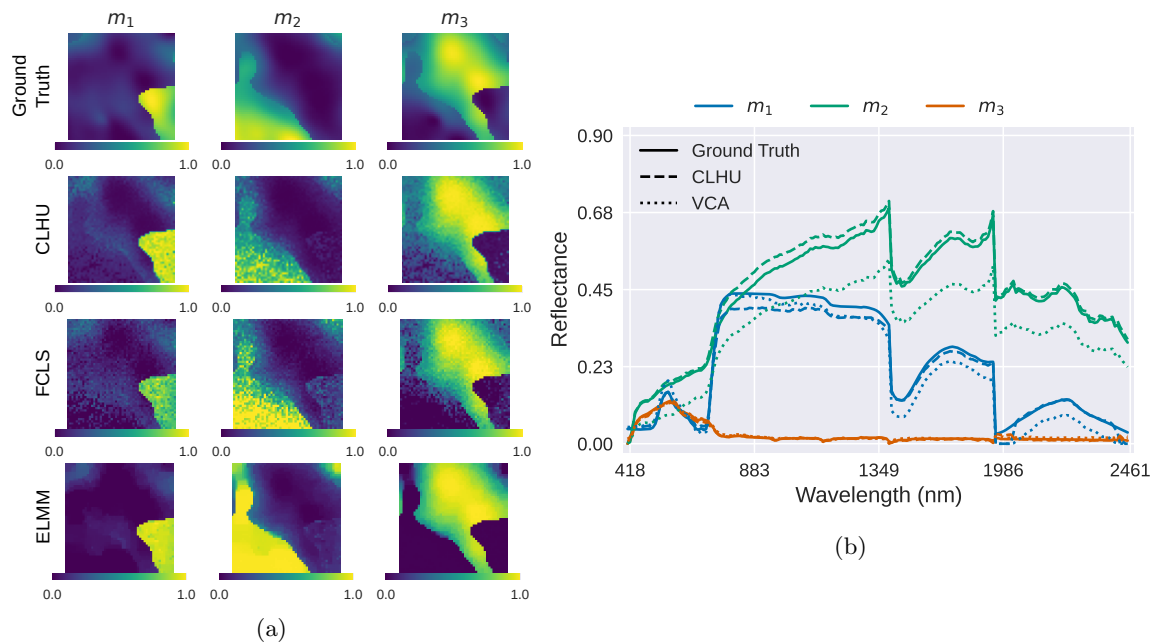 m₁ m₂ m₃
Ground
Truth
0.0 1.0 0.0 1.0 0.0 1.0
CLHU
0.0 1.0 0.0 1.0 0.0 1.0
FCLS
0.0 1.0 0.0 1.0 0.0 1.0
ELMM
0.0 1.0 0.0 1.0 0.0 1.0
(a)
m₁ m₂ m₃
Ground Truth
CLHU
VCA
Reflectance
0.90
0.68
0.45
0.23
0.00
418 883 1349 1986 2461
Wavelength (nm)
(b)